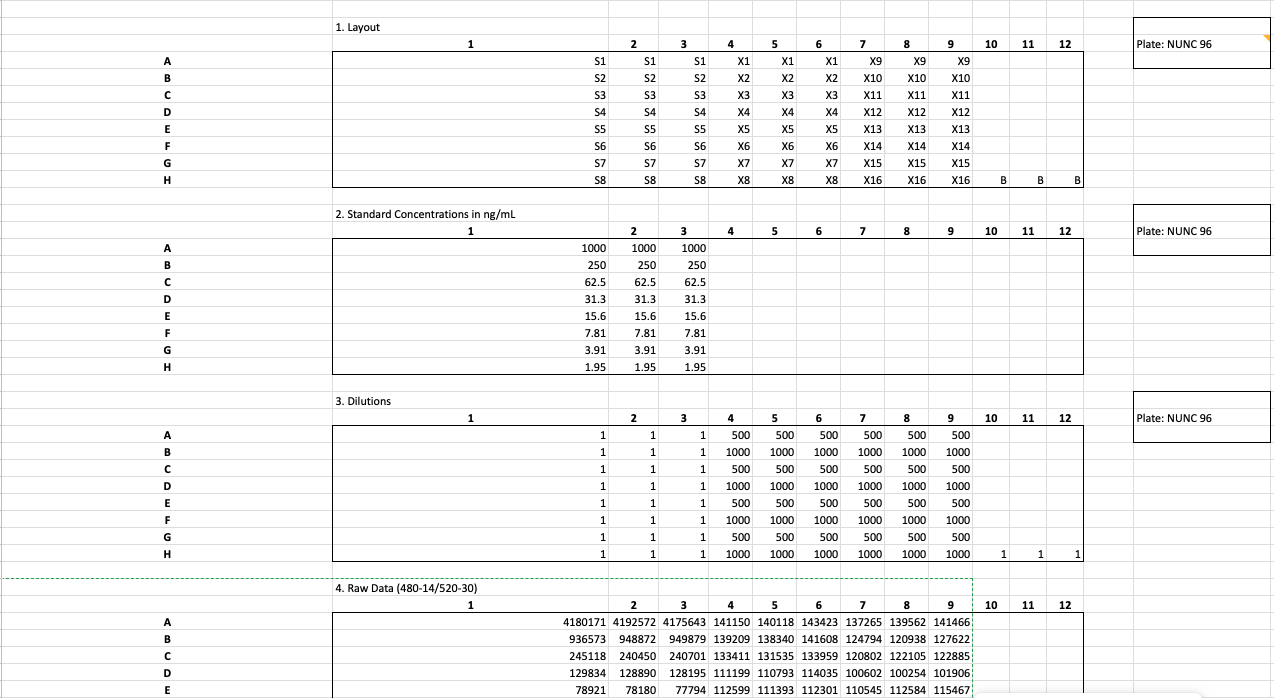 1. Layout
1 2 3 4 5 6 7 8 9 10 11 12 Plate: NUNC 96
A S1 S1 S1 X1 X1 X1 X9 X9 X9
B S2 S2 S2 X2 X2 X2 X10 X10 X10
C S3 S3 S3 X3 X3 X3 X11 X11 X11
D S4 S4 S4 X4 X4 X4 X12 X12 X12
E S5 S5 S5 X5 X5 X5 X13 X13 X13
F S6 S6 S6 X6 X6 X6 X14 X14 X14
G S7 S7 S7 X7 X7 X7 X15 X15 X15
H S8 S8 S8 X8 X8 X8 X16 X16 X16 B B B
2. Standard Concentrations in ng/mL
1 2 3 4 5 6 7 8 9 10 11 12 Plate: NUNC 96
A 1000 1000 1000
B 250 250 250
C 62.5 62.5 62.5
D 31.3 31.3 31.3
E 15.6 15.6 15.6
F 7.81 7.81 7.81
G 3.91 3.91 3.91
H 1.95 1.95 1.95
3. Dilutions
1 2 3 4 5 6 7 8 9 10 11 12 Plate: NUNC 96
A 1 1 1 500 500 500 500 500 500
B 1 1 1 1000 1000 1000 1000 1000 1000
C 1 1 1 500 500 500 500 500 500
D 1 1 1 1000 1000 1000 1000 1000 1000
E 1 1 1 500 500 500 500 500 500
F 1 1 1 1000 1000 1000 1000 1000 1000
G 1 1 1 500 500 500 500 500 500
H 1 1 1 1000 1000 1000 1000 1000 1000 1 1 1
4. Raw Data (480-14/520-30)
1 2 3 4 5 6 7 8 9 10 11 12
A 4180171 4192572 4175643 141150 140118 143423 137265 139562 141466
B 936573 948872 949879 139209 138340 141608 124794 120938 127622
C 245118 240450 240701 133411 131535 133959 120802 122105 122885
D 129834 128890 128195 111199 110793 114035 100602 100254 101906
E 78921 78180 77794 112599 111393 112301 110545 112584 115467